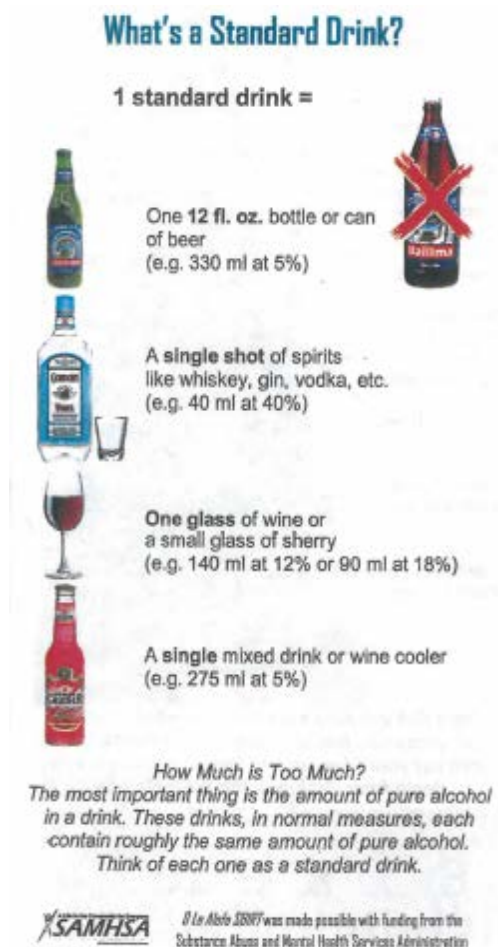 What's a Standard Drink?
1 standard drink =
One 12 fl. oz. bottle or can
of beer
(e.g. 330 ml at 5%)
A single shot of spirits
like whiskey, gin, vodka, etc.
(e.g. 40 ml at 40%)
One glass of wine or
a small glass of sherry
(e.g. 140 ml at 12% or 90 ml at 18%)
A single mixed drink or wine cooler
(e.g. 275 ml at 5%)
How Much is Too Much?
The most important thing is the amount of pure alcohol
in a drink. These drinks, in normal measures, each
contain roughly the same amount of pure alcohol.
Think of each one as a standard drink.
SAMHSA
was made possible with funding from the
Substance Abuse and Mental Health Services Administration